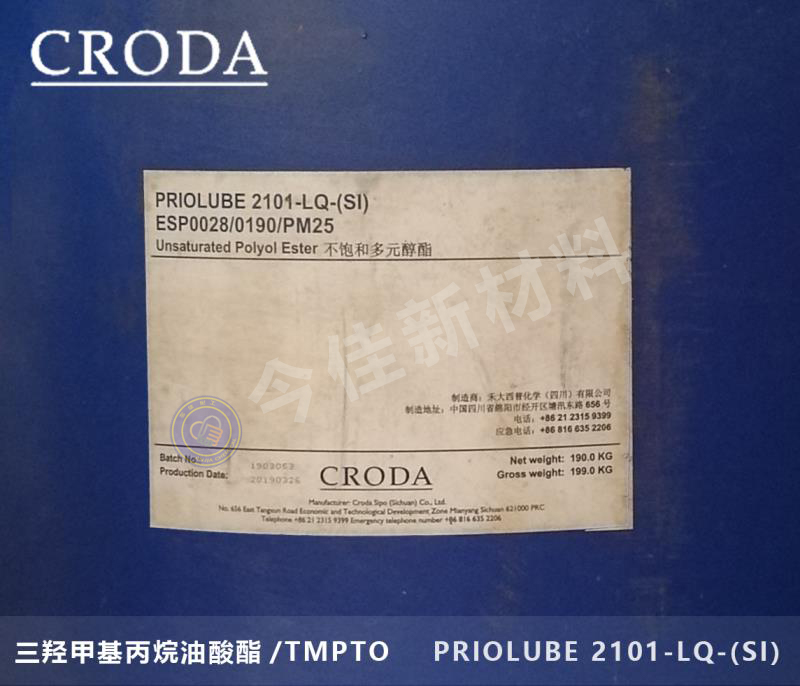 CRODA
PRIOLUBE 2101-LQ-(SI)
ESP0028/0190/PM25
Unsaturated Polyol Ester 不饱和多元醇酯
今佳新材料
制造商：禾大西普化学（四川）有限公司
制造地址：中国四川省绵阳市经开区塘汛东路 656 号
电话：+86 21 2315 9399
应急电话：+86 816 635 2206
Batch No.: 1903053
Production Date: 20190326
Net weight: 190.0 KG
Gross weight: 199.0 KG
CRODA
Manufacturer: Croda Sipo (Sichuan) Co., Ltd.
No. 656 East Tangxun Road Economic and Technological Development Zone Mianyang Sichuan 621000 PRC
Telephone +86 21 2315 9399 Emergency telephone number +86 816 635 2206
三羟甲基丙烷油酸酯 /TMPTO PRIOLUBE 2101-LQ-(SI)